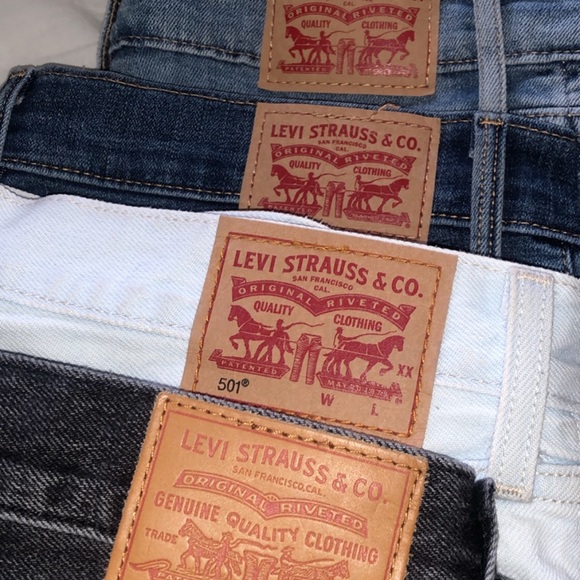 ORIGINAL RIVETED
QUALITY CLOTHING
PATENTED
LEVI STRAUSS & CO.
SAN FRANCISCO
CAL.
ORIGINAL RIVETED
QUALITY CLOTHING
PATENTED
LEVI STRAUSS & CO.
SAN FRANCISCO
CAL.
ORIGINAL RIVETED
QUALITY CLOTHING
XX
PATENTED
501® W L
LEVI STRAUSS & CO.
SAN FRANCISCO, CAL.
ORIGINAL RIVETED
GENUINE QUALITY CLOTHING
TRADE